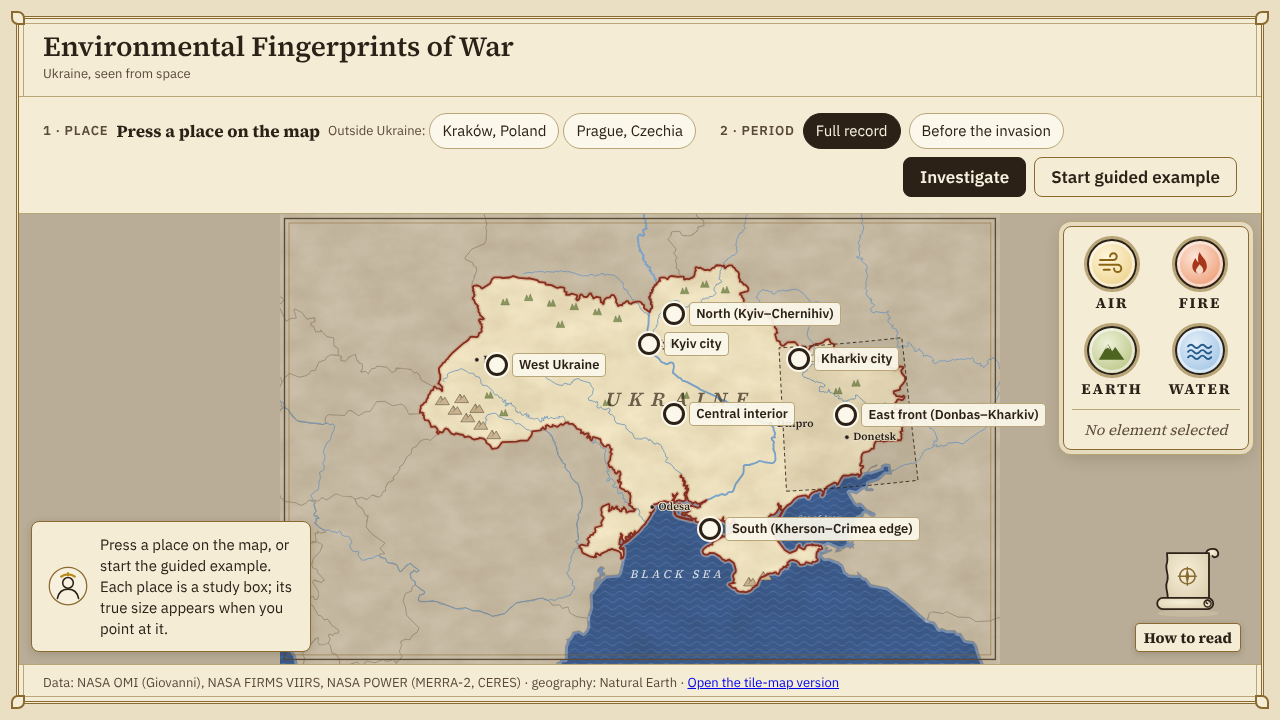 Environmental Fingerprints of War
Ukraine, seen from space
1 · PLACE Press a place on the map Outside Ukraine: Kraków, Poland Prague, Czechia 2 · PERIOD Full record Before the invasion
Investigate Start guided example
AIR FIRE
North (Kyiv–Chernihiv)
Kyiv city
Kharkiv city
West Ukraine
EARTH WATER
UKRAINE
Central interior
East front (Donbas–Kharkiv)
No element selected
Donetsk
Odesa
South (Kherson–Crimea edge)
BLACK SEA
Press a place on the map, or
start the guided example.
Each place is a study box; its
true size appears when you
point at it.
How to read
Data: NASA OMI (Giovanni), NASA FIRMS VIIRS, NASA POWER (MERRA-2, CERES) · geography: Natural Earth · Open the tile-map version